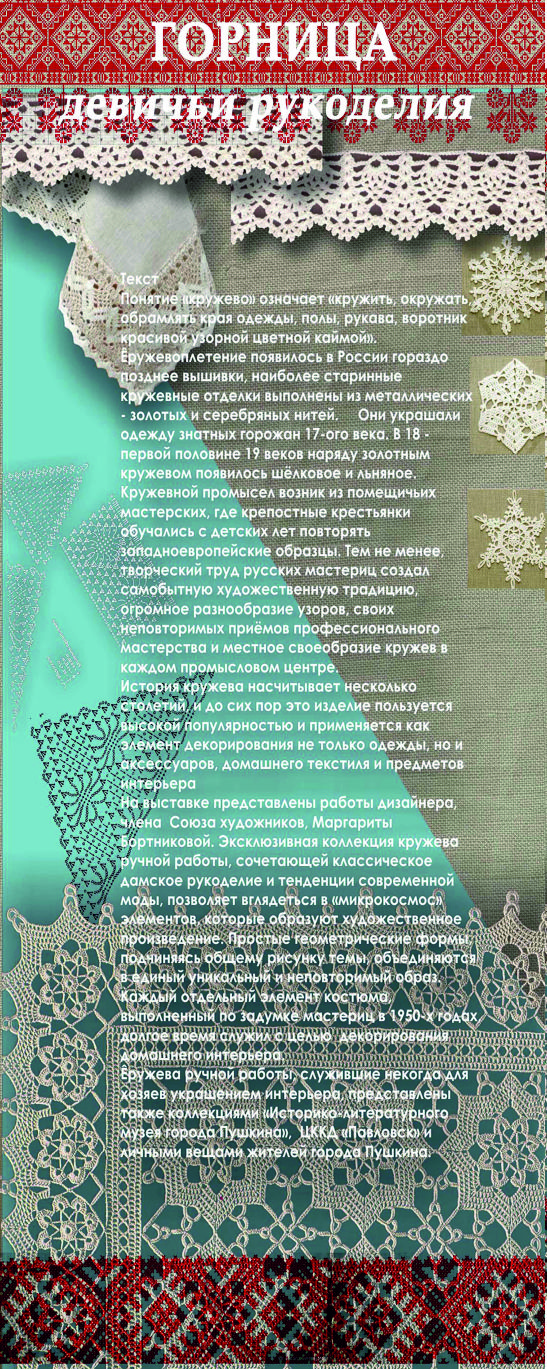 ГОРНИЦА
девичьи рукоделия
Текст
Понятие «кружево» означает «кружить, окружать,
обрамлять края одежды, полы, рукава, воротник
красивой узорной цветной каймой».
Ёружевоплетение появилось в России гораздо
позднее вышивки, наиболее старинные
кружевные отделки выполнены из металлических
- золотых и серебряных нитей. Они украшали
одежду знатных горожан 17-ого века. В 18 -
первой половине 19 веков наряду золотным
кружевом появилось шёлковое и льняное.
Кружевной промысел возник из помещичьих
мастерских, где крепостные крестьянки
обучались с детских лет повторять
западноевропейские образцы. Тем не менее,
творческий труд русских мастериц создал
самобытную художественную традицию,
огромное разнообразие узоров, своих
неповторимых приёмов профессионального
мастерства и местное своеобразие кружев в
каждом промысловом центре.
История кружева насчитывает несколько
столетий, и до сих пор это изделие пользуется
высокой популярностью и применяется как
элемент декорирования не только одежды, но и
аксессуаров, домашнего текстиля и предметов
интерьера
На выставке представлены работы дизайнера,
члена Союза художников, Маргариты
Бортниковой. Эксклюзивная коллекция кружева
ручной работы, сочетающей классическое
дамское рукоделие и тенденции современной
моды, позволяет вглядеться в «микрокосмос»
элементов, которые образуют художественное
произведение. Простые геометрические формы,
подчиняясь общему рисунку темы, объединяются
в единый уникальный и неповторимый образ.
Каждый отдельный элемент костюма,
выполненный по задумке мастериц в 1950-х годах,
долгое время служил с целью декорирования
домашнего интерьера.
Ёружева ручной работы, служившие некогда для
хозяев украшением интерьера, представлены
также коллекциями «Историко-литературного
музея города Пушкина», ЦККД «Павловск» и
личными вещами жителей города Пушкина.